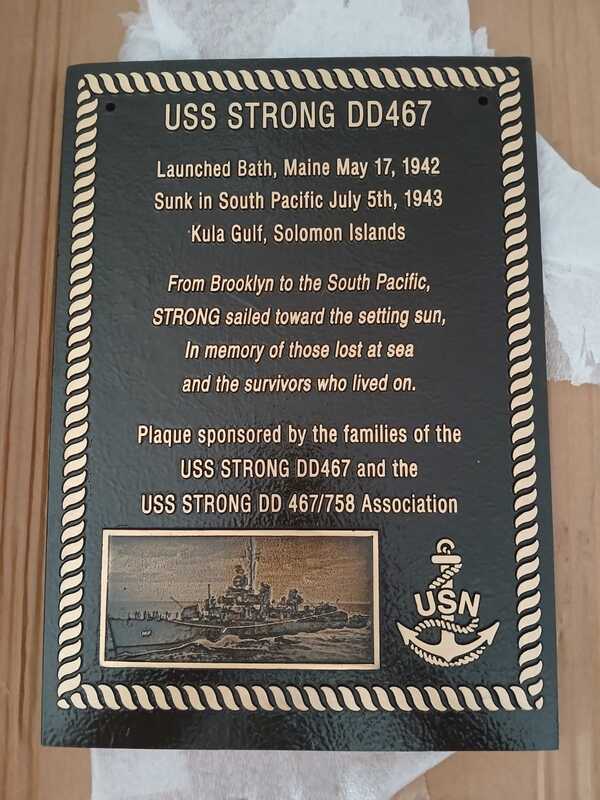 USS STRONG DD467
Launched Bath, Maine May 17, 1942
Sunk in South Pacific July 5th, 1943
Kula Gulf, Solomon Islands
From Brooklyn to the South Pacific,
STRONG sailed toward the setting sun,
In memory of those lost at sea
and the survivors who lived on.
Plaque sponsored by the families of the
USS STRONG DD467 and the
USS STRONG DD 467/758 Association
USN